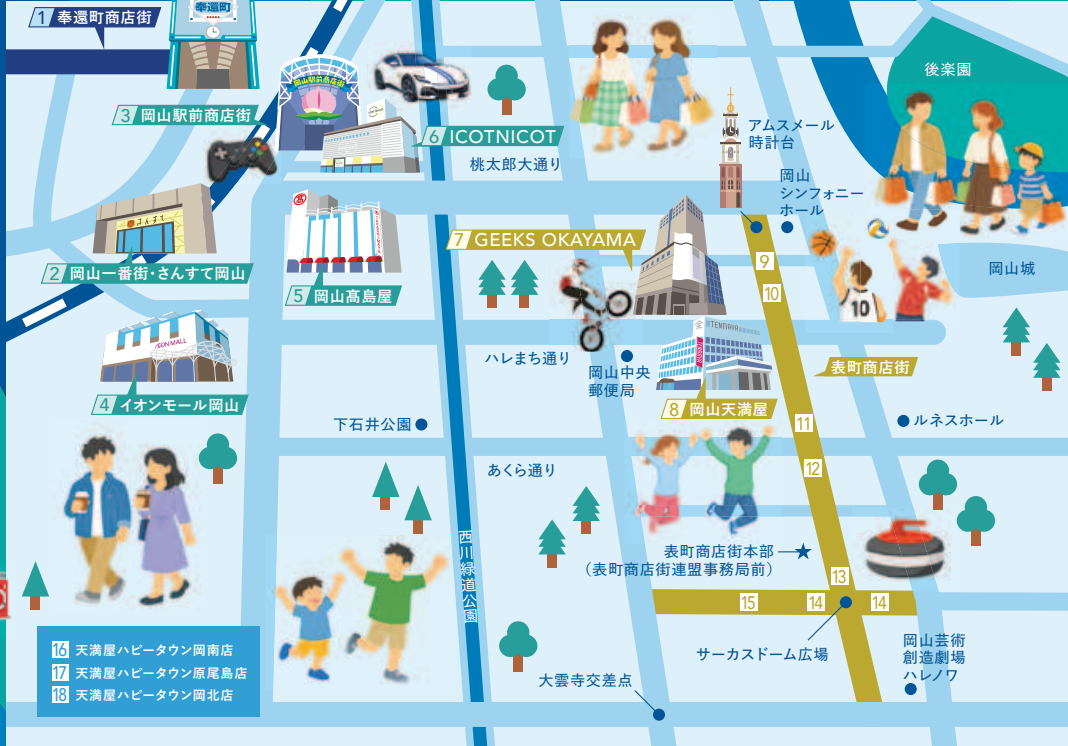 1 奉還町商店街
奉還町
岡山駅前商店街
3 岡山駅前商店街
6 ICOTNICOT
桃太郎大通り
後楽園
アムスメール
時計台
岡山
シンフォニー
ホール
さんすて
2 岡山一番街・さんすて岡山
5 岡山髙島屋
7 GEEKS OKAYAMA
9
10
岡山城
10
AEON MALL
4 イオンモール岡山
ハレまち通り
岡山中央
郵便局
TENMAYA
8 岡山天満屋
表町商店街
下石井公園
11
ルネスホール
あくら通り
12
西川緑道公園
表町商店街本部
(表町商店街連盟事務局前)
13
15
14
14
サーカスドーム広場
岡山芸術
創造劇場
ハレノワ
大雲寺交差点
16 天満屋ハピータウン岡南店
17 天満屋ハピータウン原尾島店
18 天満屋ハピータウン岡北店